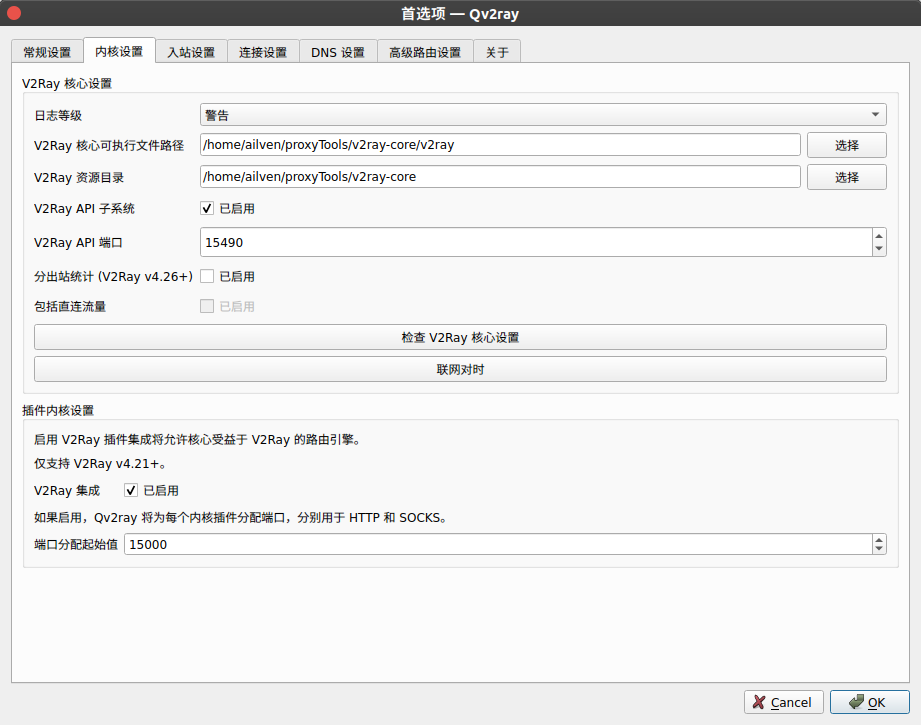 首选项 — Qv2ray
常规设置 内核设置 入站设置 连接设置 DNS 设置 高级路由设置 关于
V2Ray 核心设置
日志等级 警告
V2Ray 核心可执行文件路径 /home/ailven/proxyTools/v2ray-core/v2ray 选择
V2Ray 资源目录 /home/ailven/proxyTools/v2ray-core 选择
V2Ray API 子系统 已启用
V2Ray API 端口 15490
分出站统计 (V2Ray v4.26+) 已启用
包括直连流量 已启用
检查 V2Ray 核心设置
联网对时
插件内核设置
启用 V2Ray 插件集成将允许核心受益于 V2Ray 的路由引擎。
仅支持 V2Ray v4.21+。
V2Ray 集成 已启用
如果启用，Qv2ray 将为每个内核插件分配端口，分别用于 HTTP 和 SOCKS。
端口分配起始值 15000
Cancel OK